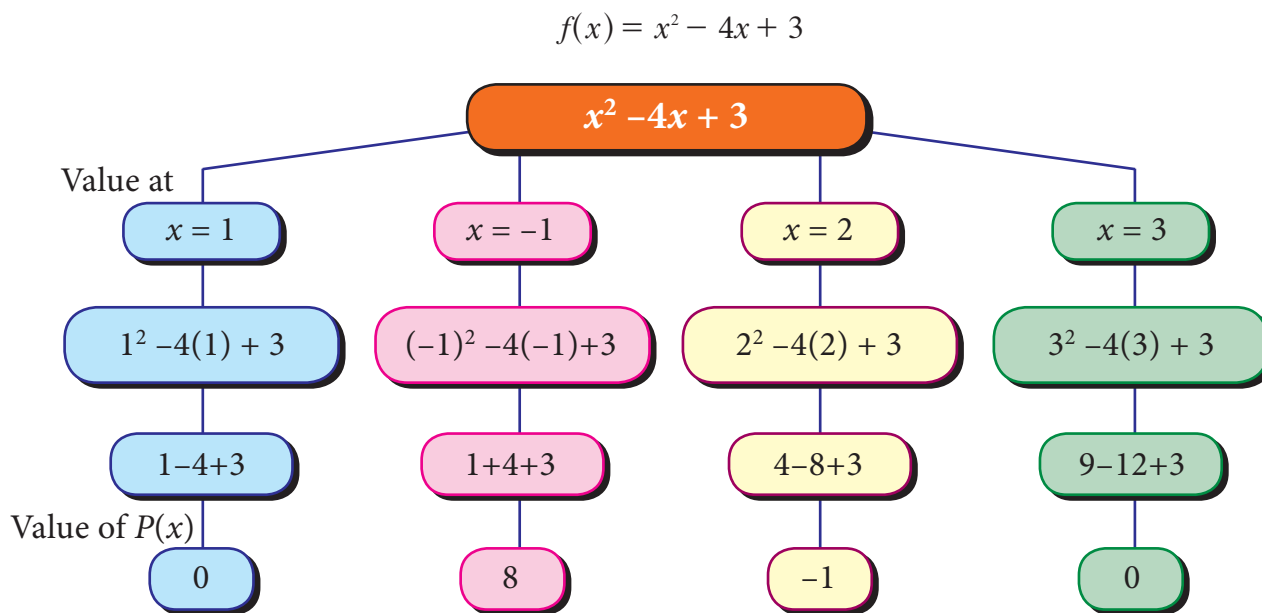 f(x) = x² − 4x + 3
x² –4x + 3
Value at
x = 1
x = –1
x = 2
x = 3
1² –4(1) + 3
(–1)² –4(–1)+3
2² –4(2) + 3
3² –4(3) + 3
1–4+3
1+4+3
4–8+3
9–12+3
Value of P(x)
0
8
–1
0